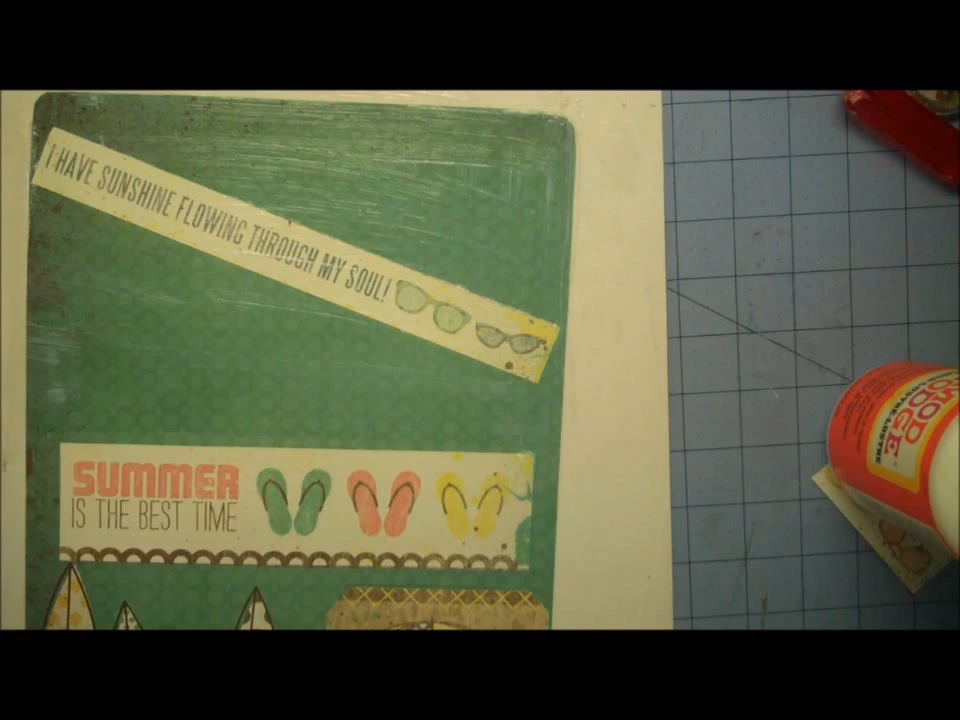 I HAVE SUNSHINE FLOWING THROUGH MY SOUL!
SUMMER
IS THE BEST TIME
MOD
PODGE